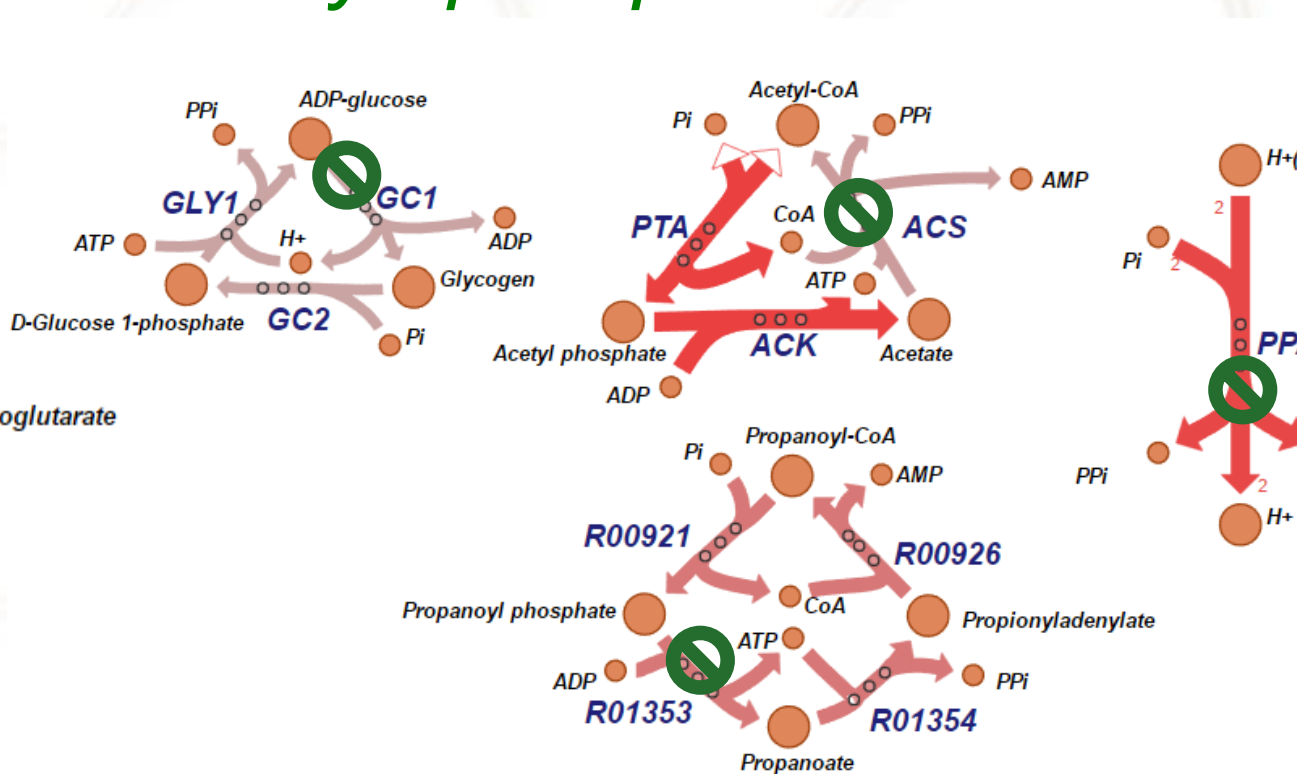 ADP-glucose
PPi
GLY1
GC1
ATP
H+
ADP
Glycogen
D-Glucose 1-phosphate
GC2
Pi
oglutarate
Acetyl-CoA
Pi
PPi
AMP
PTA
CoA
ACS
ATP
Acetyl phosphate
ACK
Acetate
ADP
Propanoyl-CoA
Pi
AMP
R00921
R00926
Propanoyl phosphate
CoA
Propionyladenylate
ATP
ADP
PPi
R01353
R01354
Propanoate
H+(
2
Pi
2
PPi
2
H+